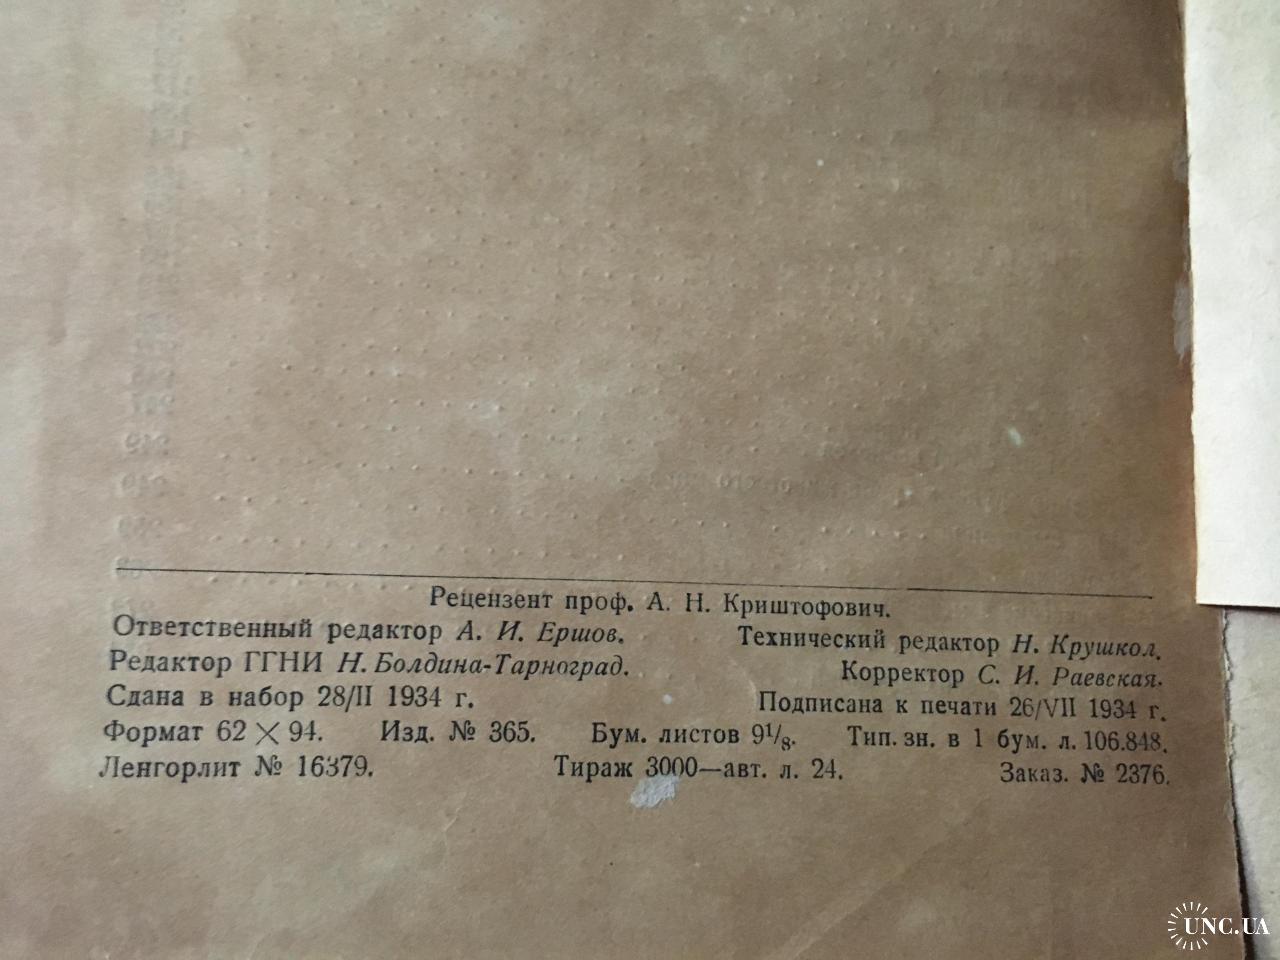 Рецензент проф. А. Н. Криштофович.
Ответственный редактор А. И. Ершов. Технический редактор Н. Крушкол.
Редактор ГГНИ Н. Болдина-Тарноград. Корректор С. И. Раевская.
Сдана в набор 28/II 1934 г. Подписана к печати 26/VII 1934 г.
Формат 62 × 94. Изд. № 365. Бум. листов 9¹/₈. Тип. зн. в 1 бум. л. 106.848.
Ленгорлит № 16379. Тираж 3000—авт. л. 24. Заказ. № 2376.
UNC.UA